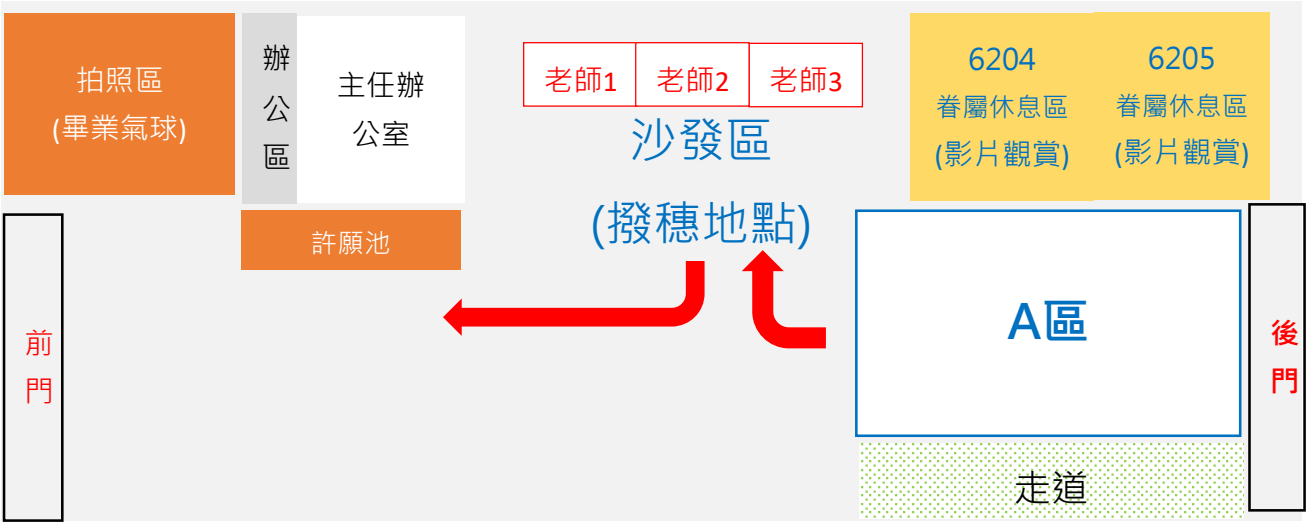 拍照區
(畢業氣球)
辦
公
區
主任辦
公室
老師1
老師2
老師3
沙發區
(撥穗地點)
6204
眷屬休息區
(影片觀賞)
6205
眷屬休息區
(影片觀賞)
許願池
前
門
A區
後
門
走道